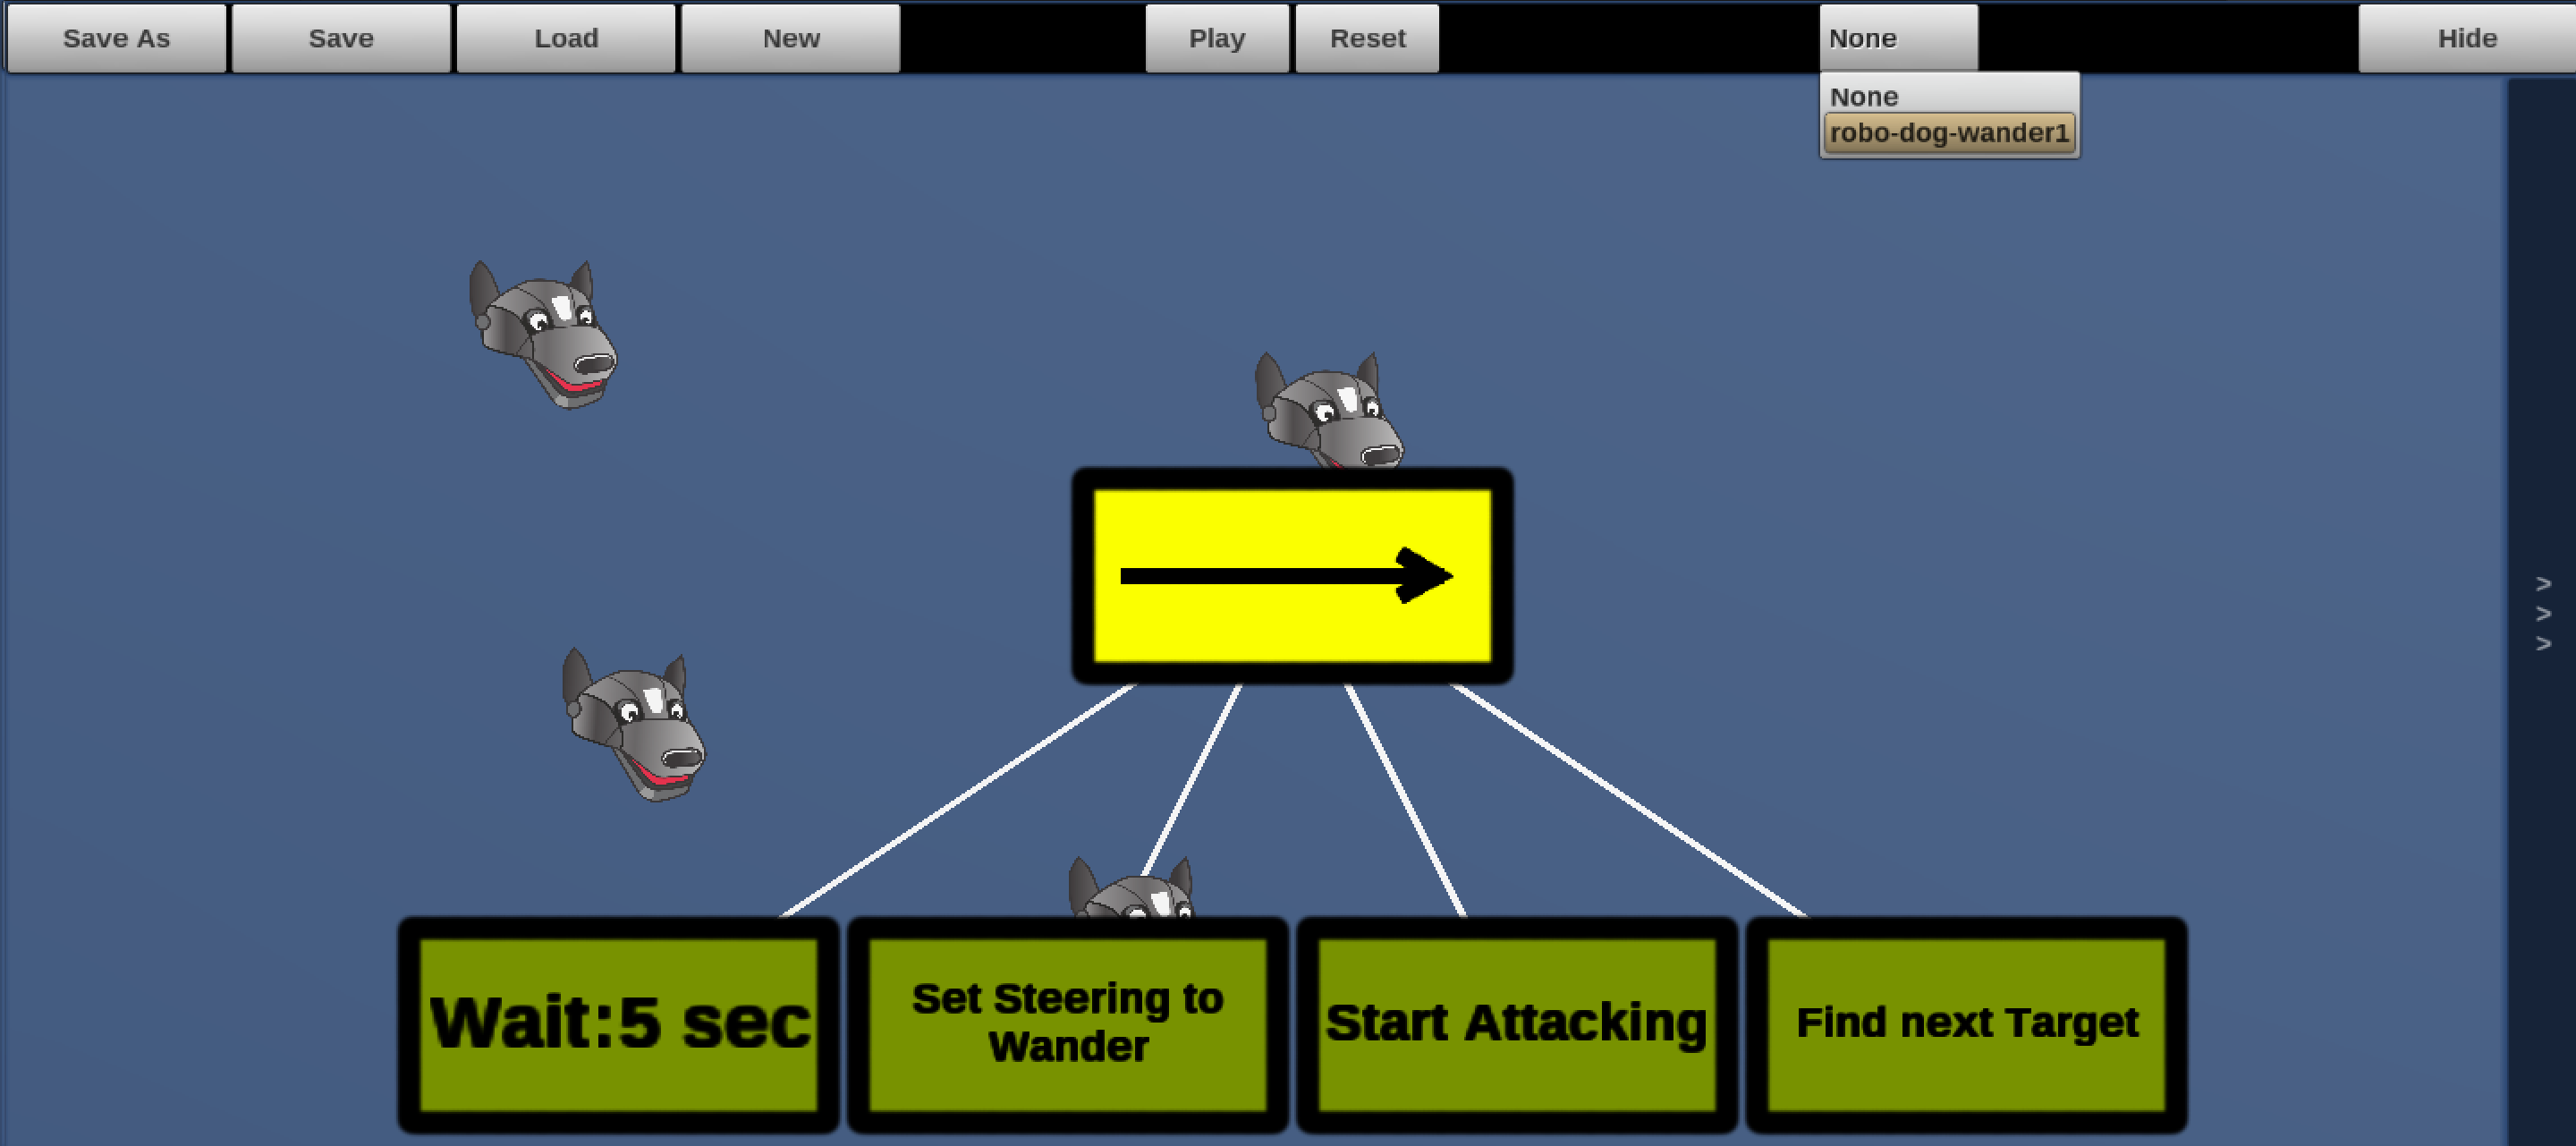 Save As
Save
Load
New
Play
Reset
None
Hide
None
robo-dog-wander1
>
>
>
Wait:5 sec
Set Steering to
Wander
Start Attacking
Find next Target